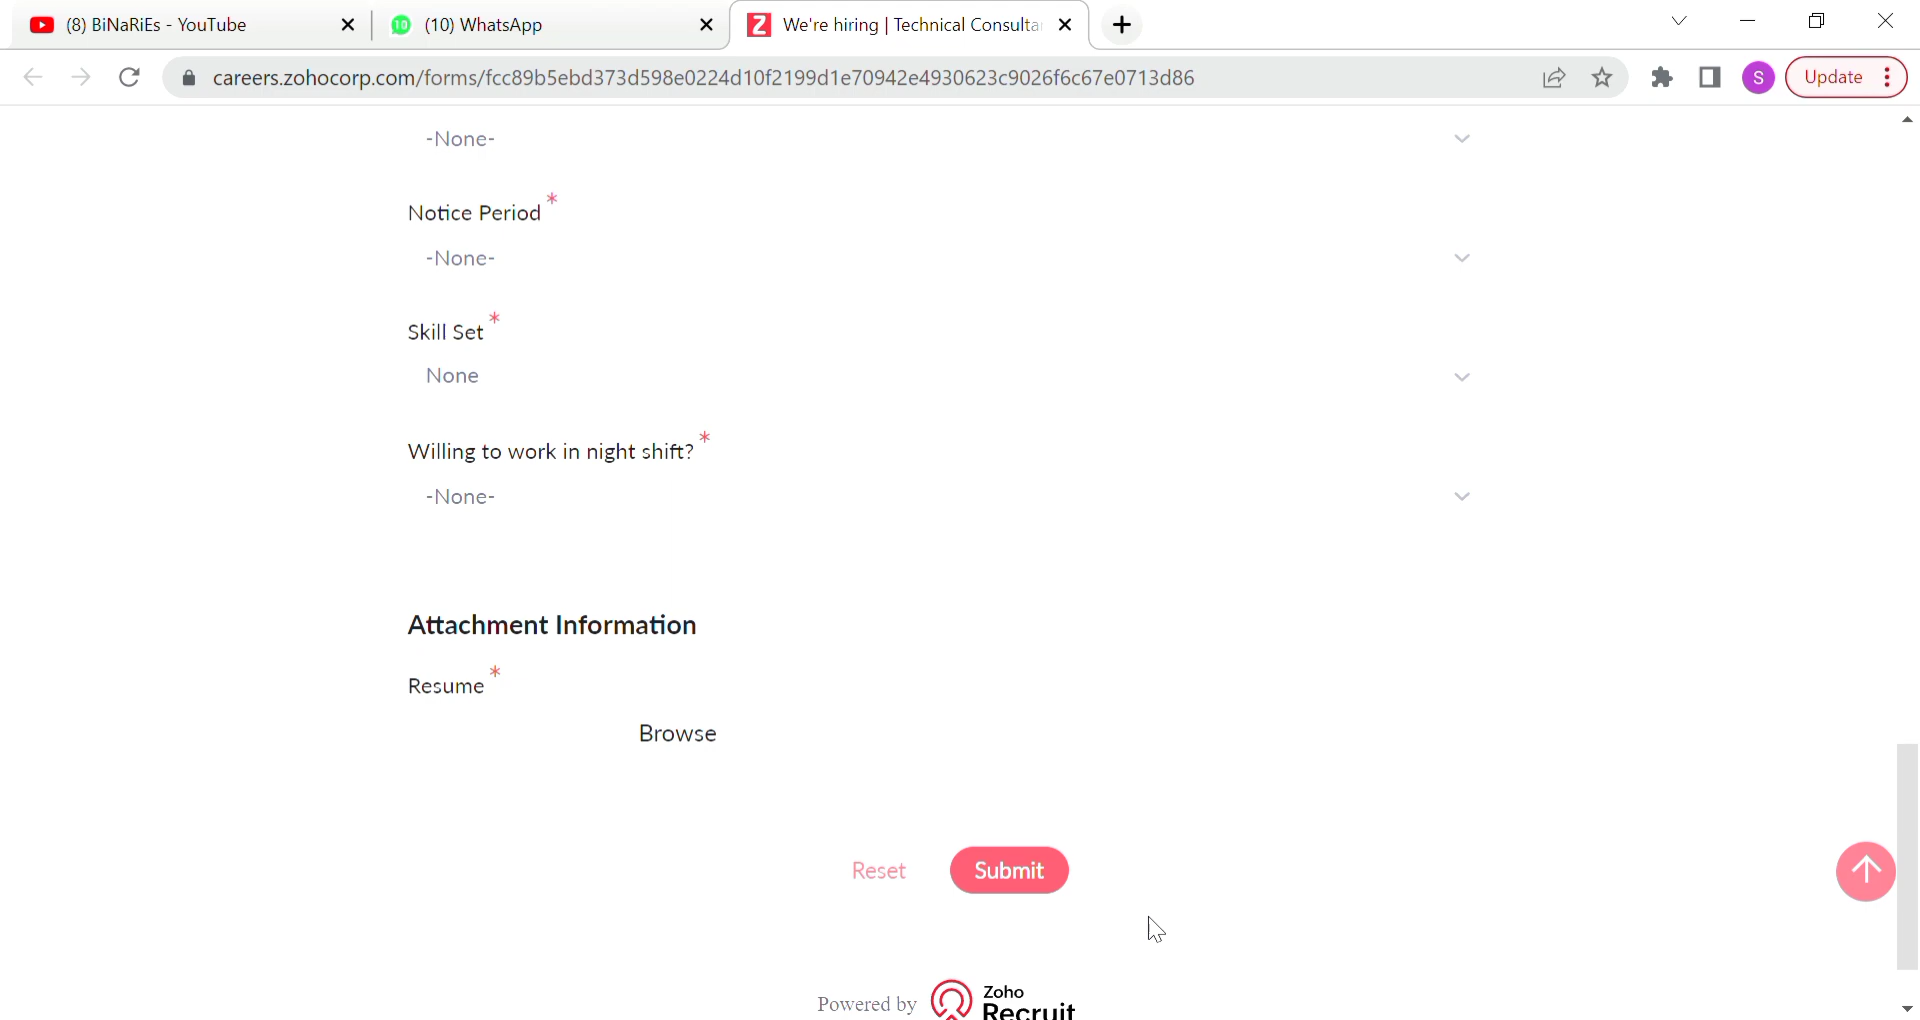 (8) BiNaRiEs - YouTube
(10) WhatsApp
We're hiring | Technical Consulta
careers.zohocorp.com/forms/fcc89b5ebd373d598e0224d10f2199d1e70942e4930623c9026f6c67e0713d86
S
Update
-None-
Notice Period *
-None-
Skill Set *
None
Willing to work in night shift? *
-None-
Attachment Information
Resume *
Browse
Reset
Submit
Powered by
Zoho
Recruit